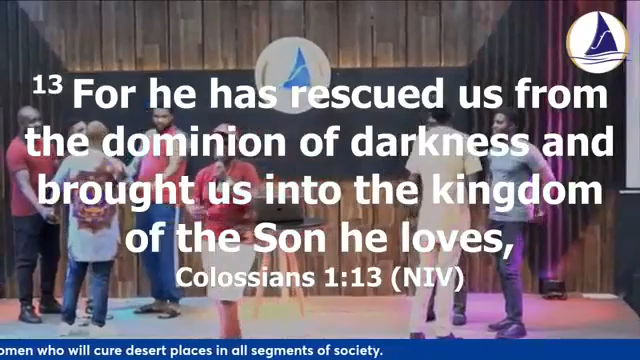 13 For he has rescued us from
the dominion of darkness and
brought us into the kingdom
of the Son he loves,
Colossians 1:13 (NIV)
omen who will cure desert places in all segments of society.